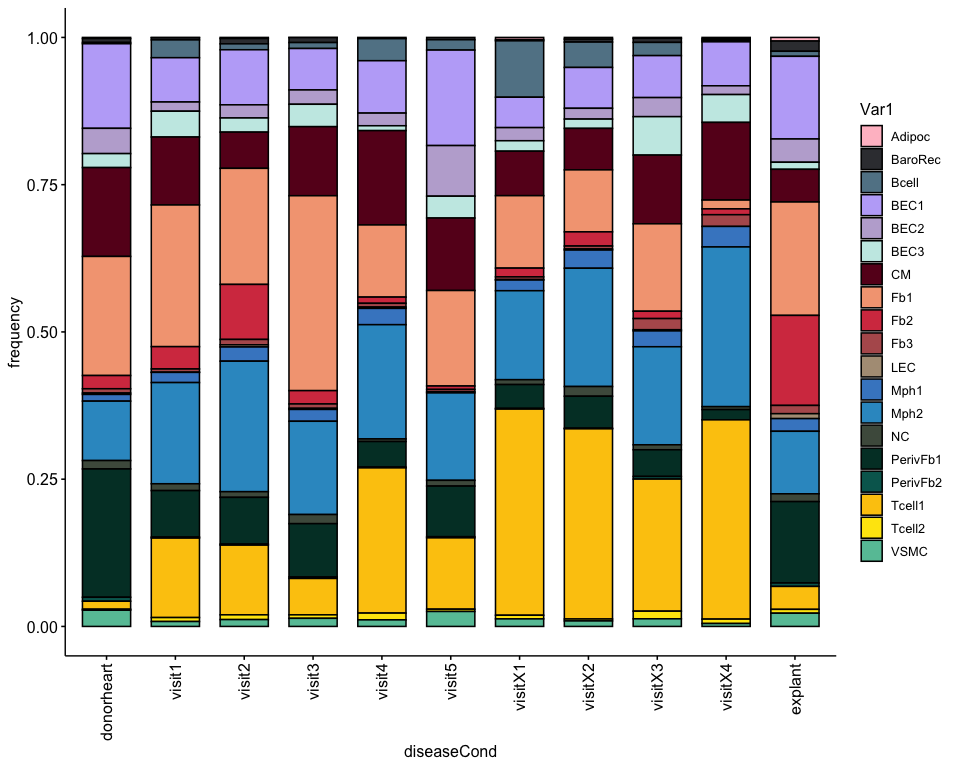 frequency
1.00
0.75
0.50
0.25
0.00
donorheart
visit1
visit2
visit3
visit4
visit5
visitX1
visitX2
visitX3
visitX4
explant
diseaseCond
Var1
Adipoc
BaroRec
Bcell
BEC1
BEC2
BEC3
CM
Fb1
Fb2
Fb3
LEC
Mph1
Mph2
NC
PerivFb1
PerivFb2
Tcell1
Tcell2
VSMC